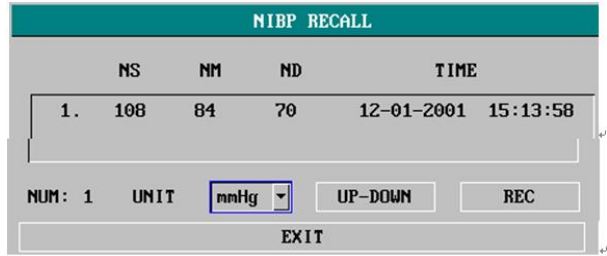 NIBP RECALL
NS NM ND TIME
1. 108 84 70 12-01-2001 15:13:58
NUM: 1 UNIT mmHg UP-DOWN REC
EXIT